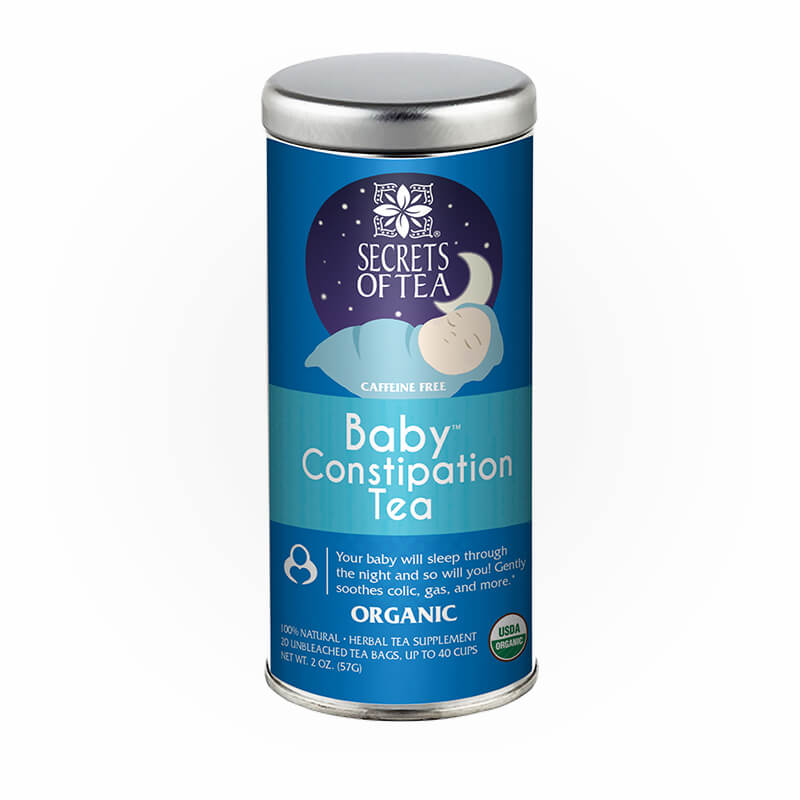 SECRETS
OF TEA®
CAFFEINE FREE
Baby™
Constipation
Tea
Your baby will sleep through
the night and so will you! Gently
soothes colic, gas, and more.*
ORGANIC
100% NATURAL • HERBAL TEA SUPPLEMENT
20 UNBLEACHED TEA BAGS, UP TO 40 CUPS
NET WT. 2 OZ. (57G)
USDA
ORGANIC